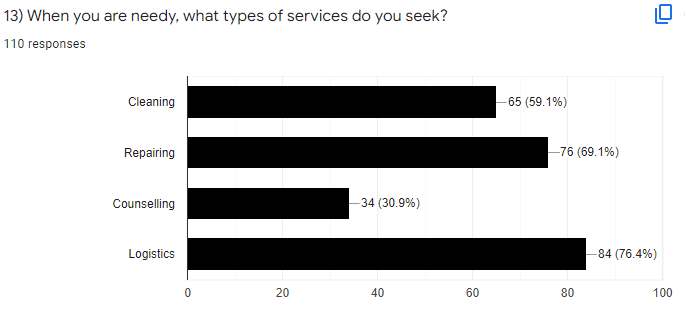 13) When you are needy, what types of services do you seek?
110 responses
Cleaning 65 (59.1%)
Repairing 76 (69.1%)
Counselling 34 (30.9%)
Logistics 84 (76.4%)
0 20 40 60 80 100